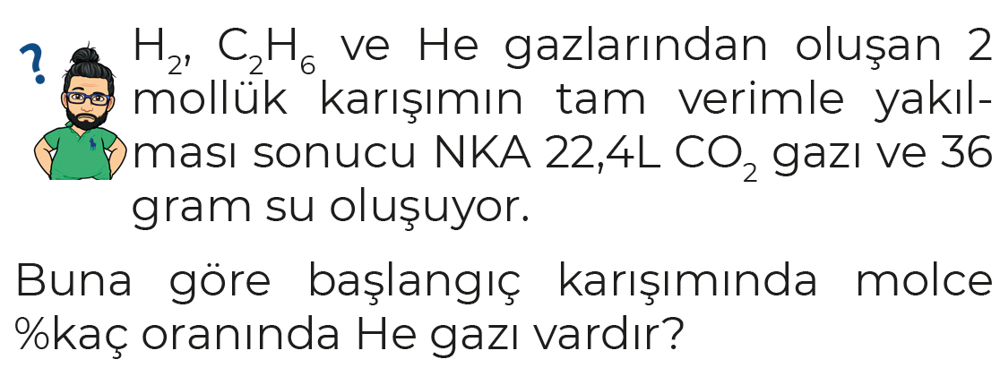 ?
H₂, C₂H₆ ve He gazlarından oluşan 2
mollük karışımın tam verimle yakıl-
ması sonucu NKA 22,4L CO₂ gazı ve 36
gram su oluşuyor.
Buna göre başlangıç karışımında molce
%kaç oranında He gazı vardır?